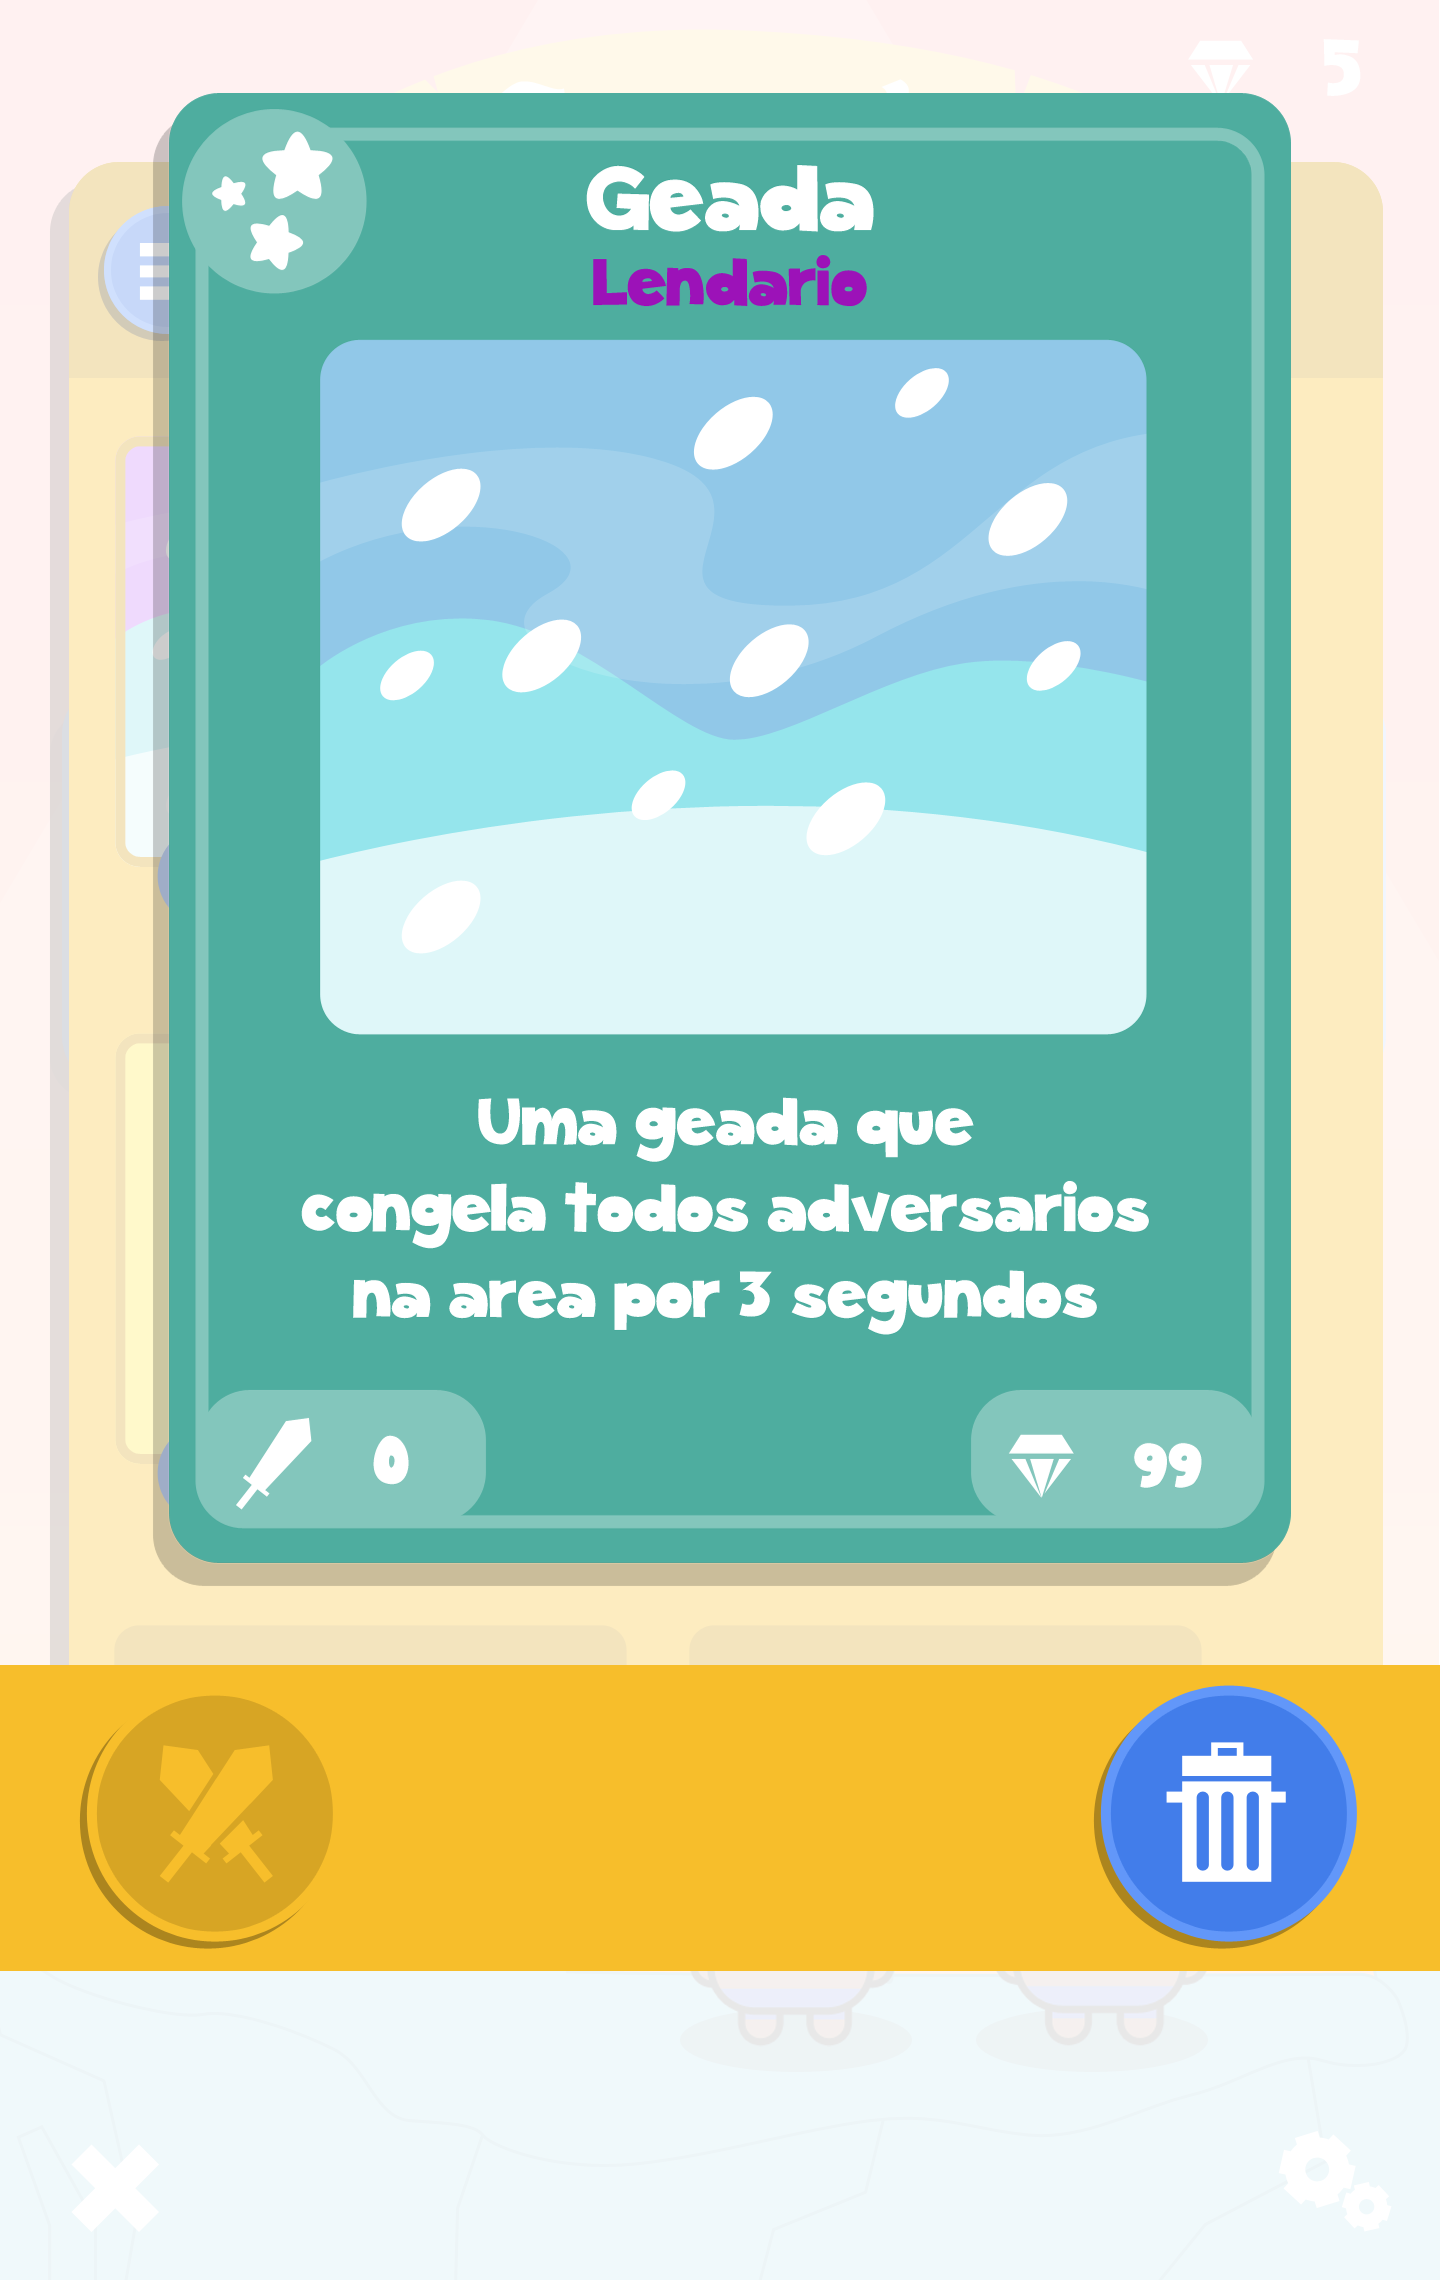 5
Geada
Lendario
Uma geada que
congela todos adversarios
na area por 3 segundos
0
99